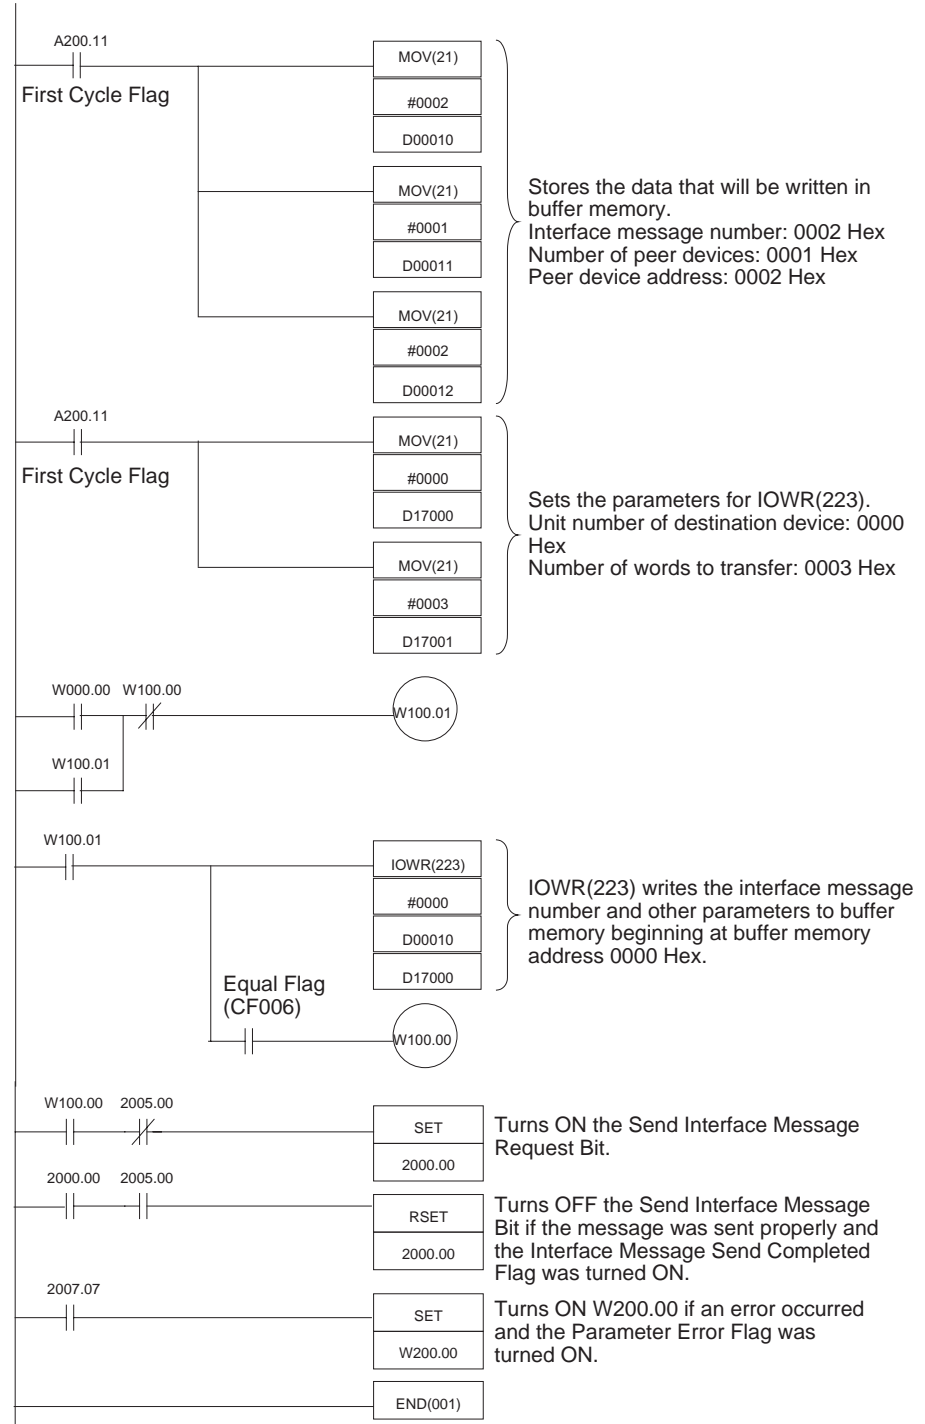 A200.11
First Cycle Flag
MOV(21)
#0002
D00010
MOV(21)
#0001
D00011
MOV(21)
#0002
D00012
Stores the data that will be written in
buffer memory.
Interface message number: 0002 Hex
Number of peer devices: 0001 Hex
Peer device address: 0002 Hex
A200.11
First Cycle Flag
MOV(21)
#0000
D17000
MOV(21)
#0003
D17001
Sets the parameters for IOWR(223).
Unit number of destination device: 0000
Hex
Number of words to transfer: 0003 Hex
W000.00 W100.00
W100.01
W100.01
W100.01
IOWR(223)
#0000
D00010
D17000
IOWR(223) writes the interface message
number and other parameters to buffer
memory beginning at buffer memory
address 0000 Hex.
Equal Flag
(CF006)
W100.00
W100.00 2005.00
SET
2000.00
Turns ON the Send Interface Message
Request Bit.
2000.00 2005.00
RSET
2000.00
Turns OFF the Send Interface Message
Bit if the message was sent properly and
the Interface Message Send Completed
Flag was turned ON.
2007.07
SET
W200.00
Turns ON W200.00 if an error occurred
and the Parameter Error Flag was
turned ON.
END(001)